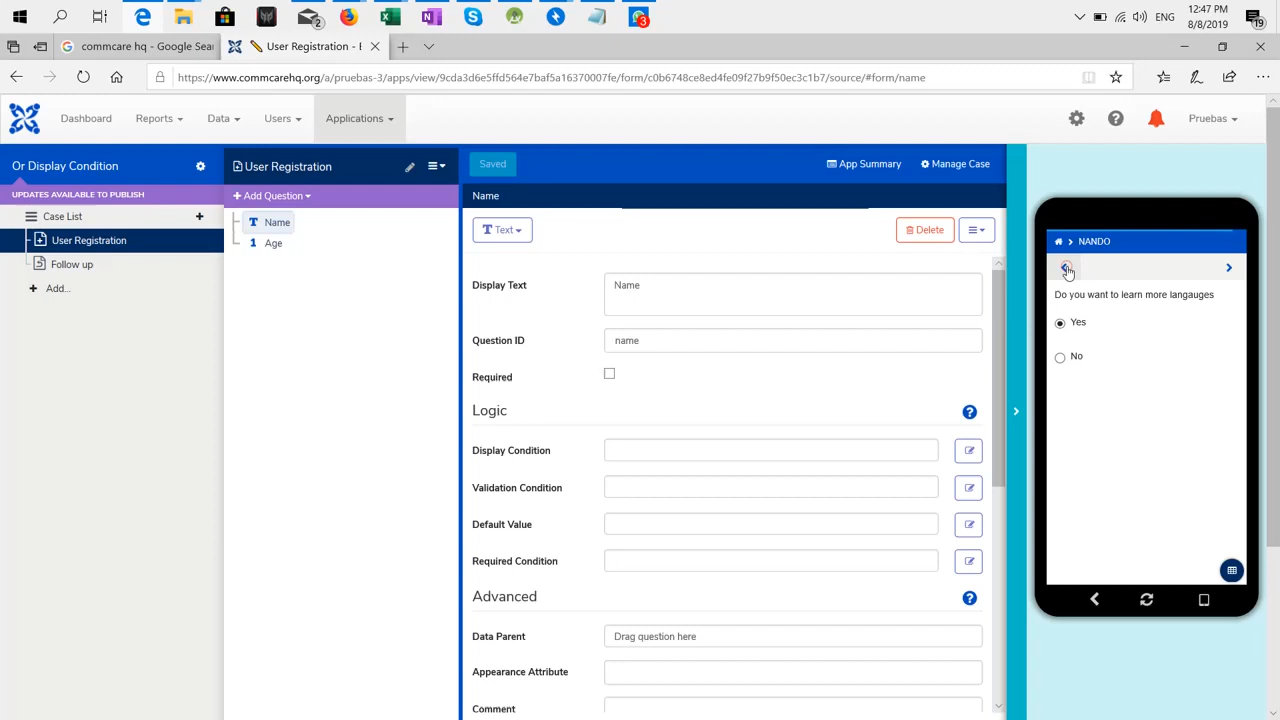 2
3
ENG
12:47 PM
8/8/2019
19
commcare hq - Google Sear
User Registration - E
https://www.commcarehq.org/a/pruebas-3/apps/view/9cda3d6e5ffd564e7baf5a16370007fe/form/c0b6748ce8ed4fe09f27b9f50ec3c1b7/source/#form/name
Dashboard
Reports
Data
Users
Applications
Pruebas
Or Display Condition
UPDATES AVAILABLE TO PUBLISH
Case List
User Registration
Follow up
Add...
User Registration
Add Question
Name
Age
Saved
App Summary
Manage Case
Name
Text
Delete
Display Text
Name
Question ID
name
Required
Logic
Display Condition
Validation Condition
Default Value
Required Condition
Advanced
Data Parent
Drag question here
Appearance Attribute
Comment
NANDO
Do you want to learn more langauges
Yes
No